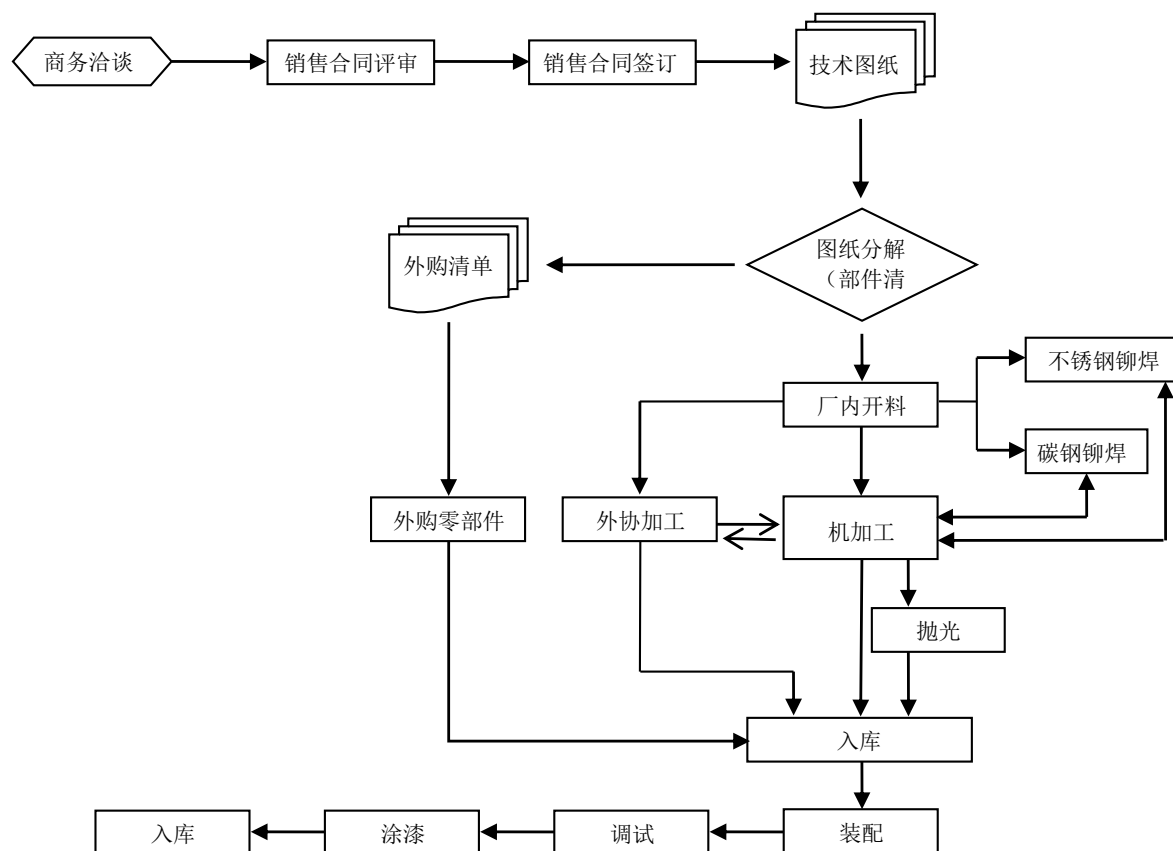 商务洽谈
销售合同评审
销售合同签订
技术图纸
图纸分解
（部件清
外购清单
不锈钢铆焊
厂内开料
碳钢铆焊
外购零部件
外协加工
机加工
抛光
入库
入库
涂漆
调试
装配